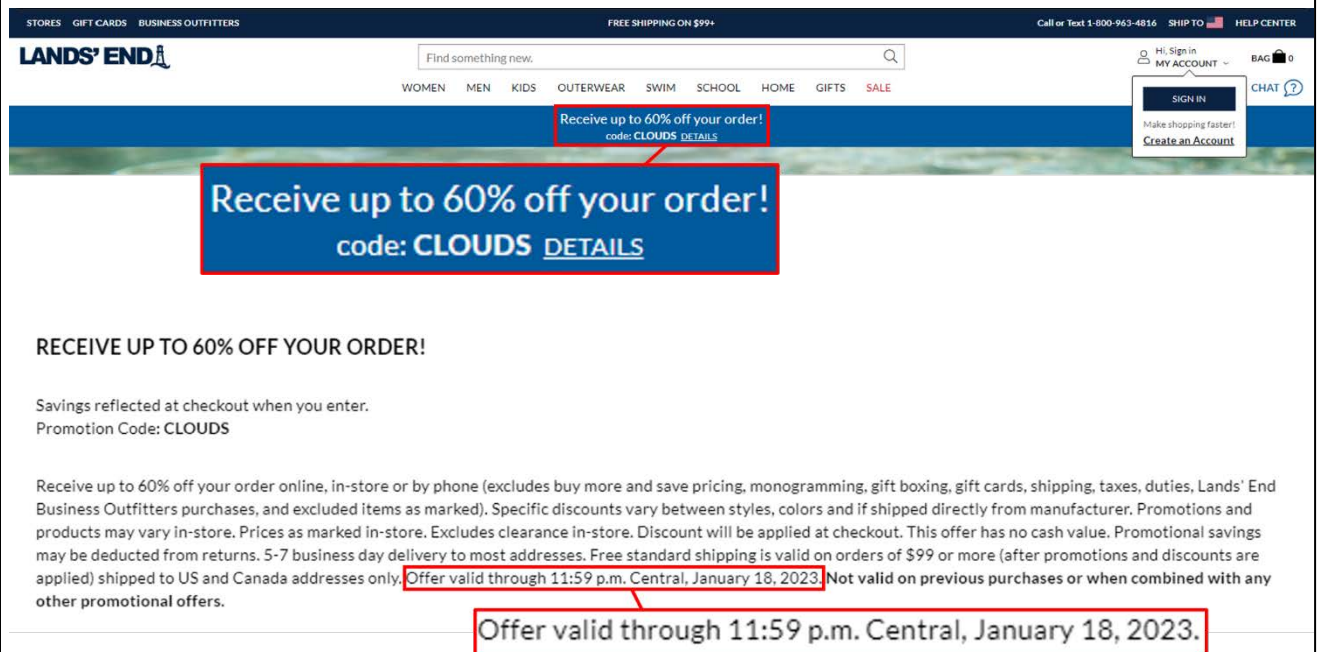 STORES GIFT CARDS BUSINESS OUTFITTERS
FREE SHIPPING ON $99+
Call or Text 1-800-963-4816 SHIP TO HELP CENTER
LANDS' END
Find something new.
Hi, Sign in
MY ACCOUNT
BAG 0
WOMEN MEN KIDS OUTERWEAR SWIM SCHOOL HOME GIFTS SALE
CHAT ?
SIGN IN
Make shopping faster!
Create an Account
Receive up to 60% off your order!
code: CLOUDS DETAILS
Receive up to 60% off your order!
code: CLOUDS DETAILS
RECEIVE UP TO 60% OFF YOUR ORDER!
Savings reflected at checkout when you enter.
Promotion Code: CLOUDS
Receive up to 60% off your order online, in-store or by phone (excludes buy more and save pricing, monogramming, gift boxing, gift cards, shipping, taxes, duties, Lands' End
Business Outfitters purchases, and excluded items as marked). Specific discounts vary between styles, colors and if shipped directly from manufacturer. Promotions and
products may vary in-store. Prices as marked in-store. Excludes clearance in-store. Discount will be applied at checkout. This offer has no cash value. Promotional savings
may be deducted from returns. 5-7 business day delivery to most addresses. Free standard shipping is valid on orders of $99 or more (after promotions and discounts are
applied) shipped to US and Canada addresses only. Offer valid through 11:59 p.m. Central, January 18, 2023. Not valid on previous purchases or when combined with any
other promotional offers.
Offer valid through 11:59 p.m. Central, January 18, 2023.